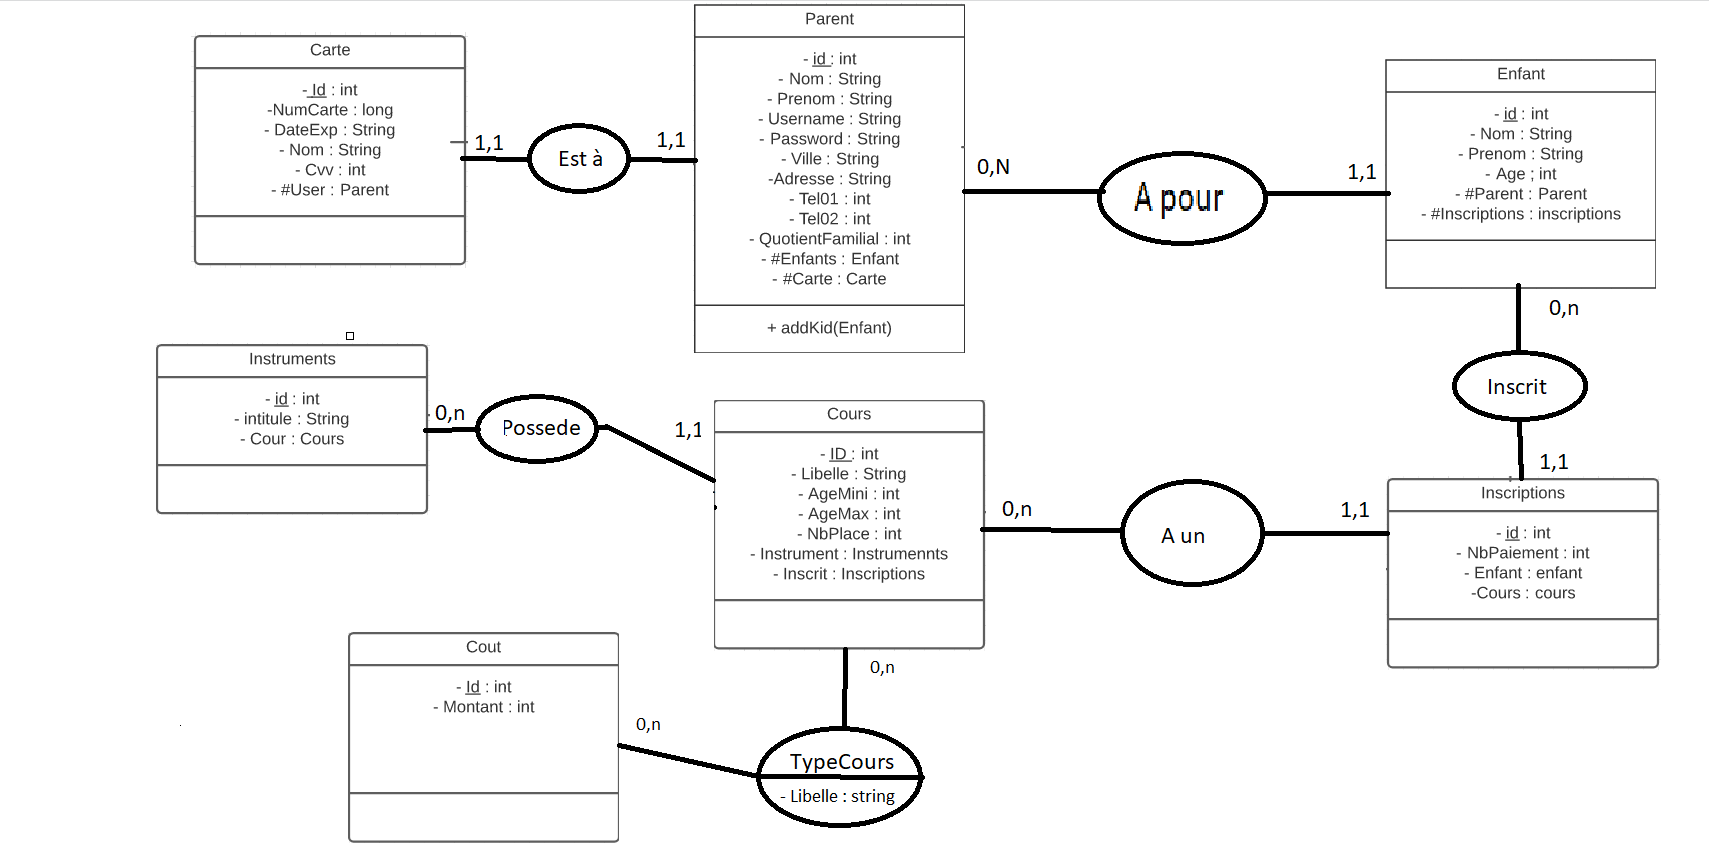 Carte
- Id : int
-NumCarte : long
- DateExp : String
- Nom : String
- Cvv : int
- #User : Parent
1,1
Est à
1,1
Parent
- id : int
- Nom : String
- Prenom : String
- Username : String
- Password : String
- Ville : String
-Adresse : String
- Tel01 : int
- Tel02 : int
- QuotientFamilial : int
- #Enfants : Enfant
- #Carte : Carte
+ addKid(Enfant)
0,N
A pour
1,1
Enfant
- id : int
- Nom : String
- Prenom : String
- Age ; int
- #Parent : Parent
- #Inscriptions : inscriptions
0,n
Inscrit
1,1
Instruments
- id : int
- intitule : String
- Cour : Cours
0,n
Possede
1,1
Cours
- ID : int
- Libelle : String
- AgeMini : int
- AgeMax : int
- NbPlace : int
- Instrument : Instrumennts
- Inscrit : Inscriptions
0,n
A un
1,1
Inscriptions
- id : int
- NbPaiement : int
- Enfant : enfant
-Cours : cours
Cout
- Id : int
- Montant : int
0,n
0,n
TypeCours
- Libelle : string